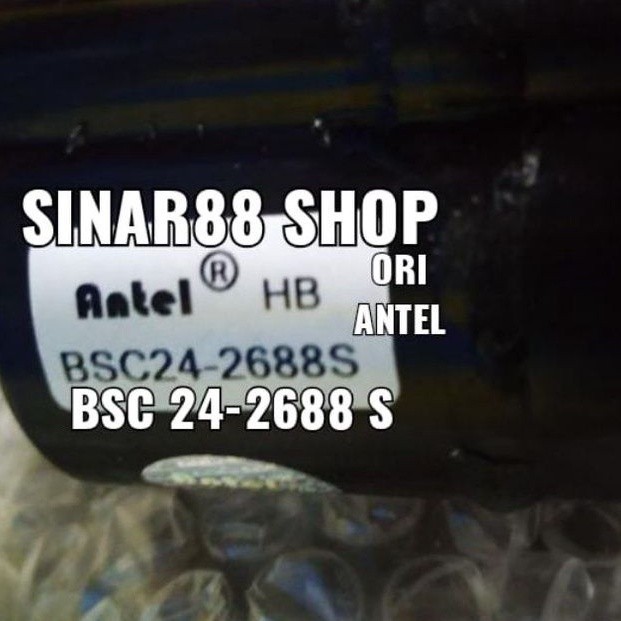 SINAR88 SHOP
Antel® HB
ORI
ANTEL
BSC24-2688S
BSC 24-2688 S